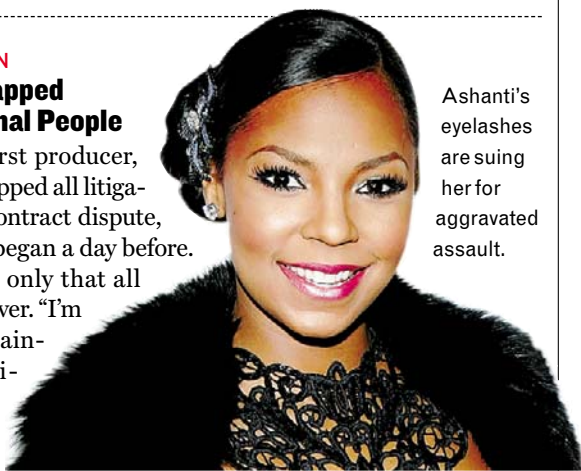 N
apped
nal People
rst producer,
pped all litiga-
ontract dispute,
began a day before.
only that all
ver. “I’m
ain-
i-
Ashanti’s
eyelashes
are suing
her for
aggravated
assault.